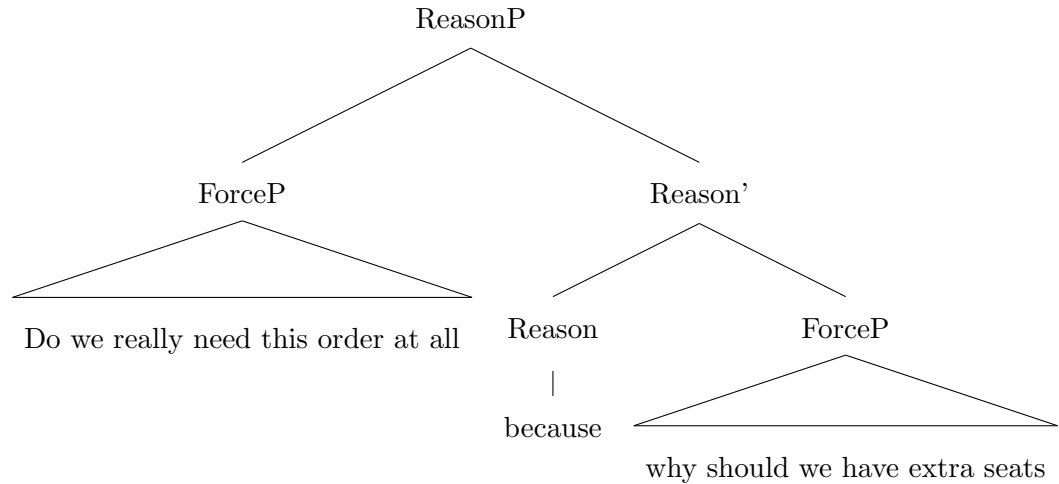 ReasonP
ForceP
Reason'
Do we really need this order at all
Reason
ForceP
because
why should we have extra seats